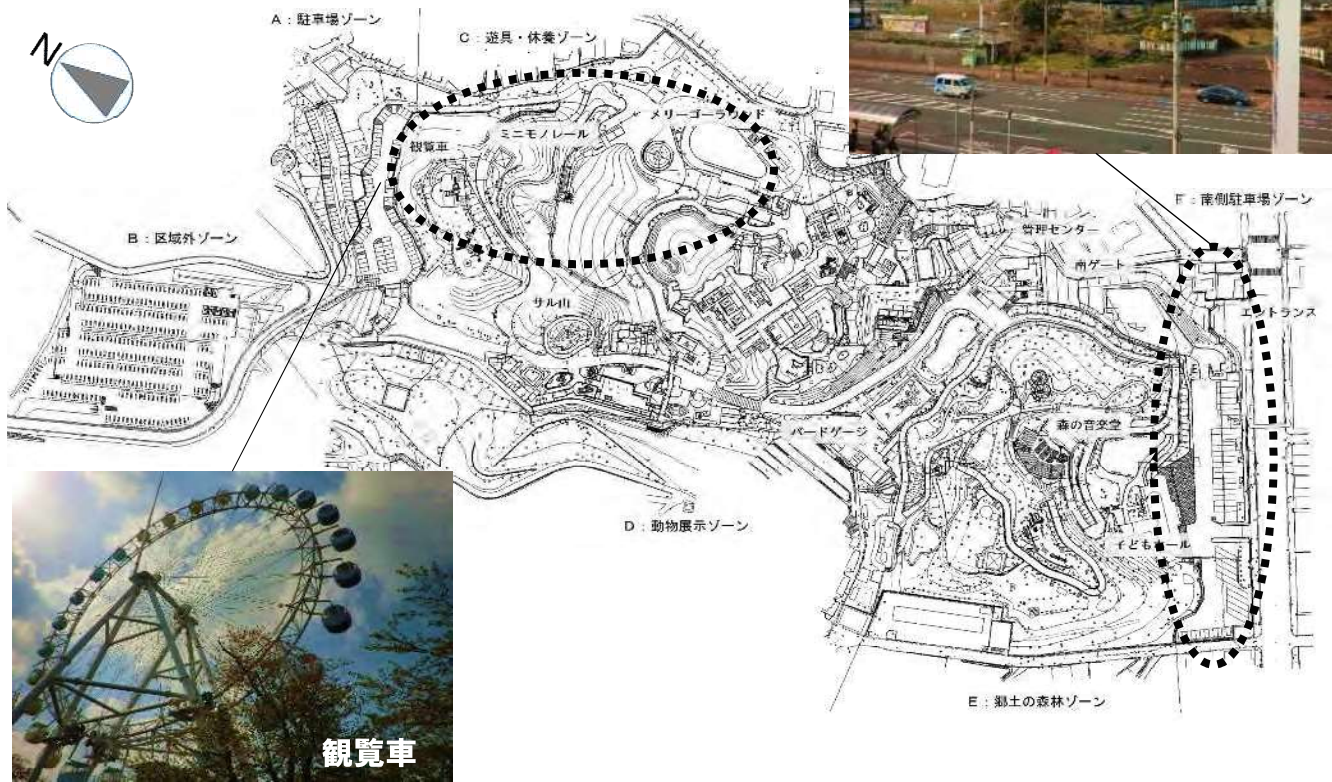 A：駐車場ゾーン
N
C：遊具・休養ゾーン
メリーゴーラウンド
ミニモノレール
観覧車
F：南側駐車場ゾーン
管理センター
B：区域外ゾーン
南ゲート
サル山
エントランス
バードゲージ
森の音楽堂
D：動物展示ゾーン
子どもホール
E：郷土の森林ゾーン
観覧車